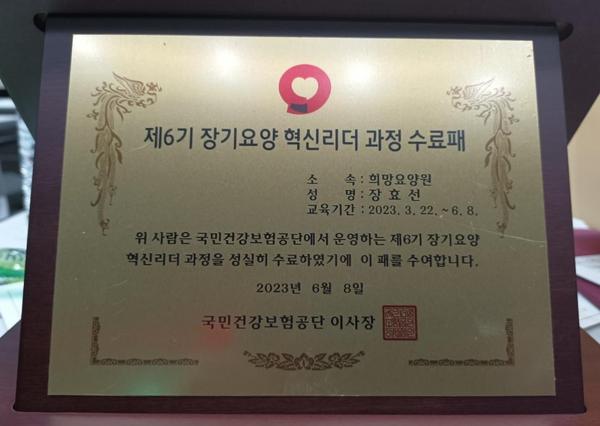 제6기 장기요양 혁신리더 과정 수료패
소 속 : 희망요양원
성 명 : 장 효 선
교육기간 : 2023. 3. 22. ~ 6. 8.
위 사람은 국민건강보험공단에서 운영하는 제6기 장기요양
혁신리더 과정을 성실히 수료하였기에 이 패를 수여합니다.
2023년 6월 8일
국민건강보험공단 이사장